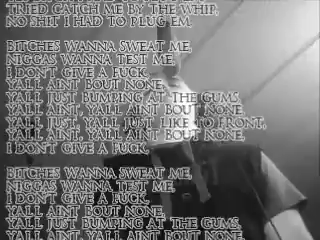 TRIED CATCH ME BY THE WHIP,
NO SHIT I HAD TO PLUG EM.
BITCHES WANNA SWEAT ME,
NIGGAS WANNA TEST ME,
I DON'T GIVE A FUCK,
YALL AINT BOUT NONE,
YALL JUST BUMPING AT THE GUMS,
YALL AINT, YALL AINT BOUT NONE,
YALL JUST, YALL JUST LIKE TO FRONT,
YALL AINT, YALL AINT BOUT NONE,
I DON'T GIVE A FUCK.
BITCHES WANNA SWEAT ME,
NIGGAS WANNA TEST ME,
I DON'T GIVE A FUCK,
YALL AINT BOUT NONE,
YALL JUST BUMPING AT THE GUMS,
YALL AINT, YALL AINT BOUT NONE,